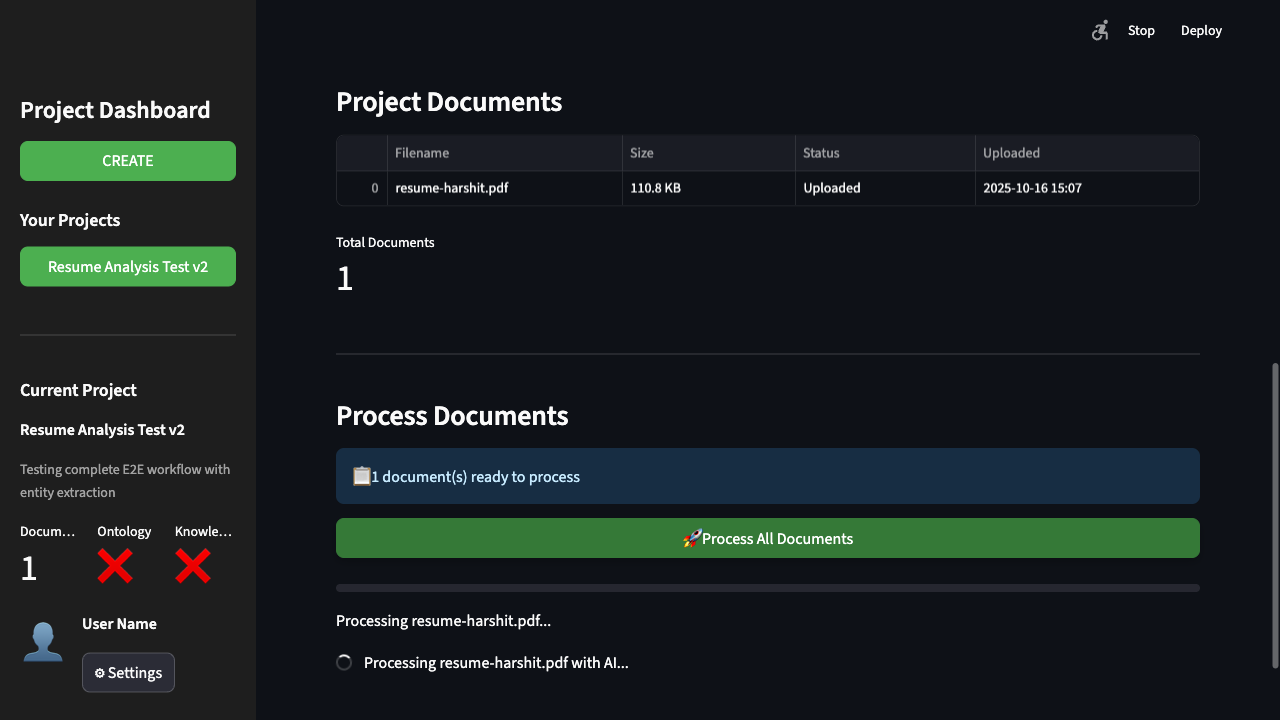 Stop Deploy
Project Dashboard
CREATE
Your Projects
Resume Analysis Test v2
Current Project
Resume Analysis Test v2
Testing complete E2E workflow with
entity extraction
Docum... Ontology Knowle...
1 ❌ ❌
User Name
⚙ Settings
Project Documents
Filename Size Status Uploaded
0 resume-harshit.pdf 110.8 KB Uploaded 2025-10-16 15:07
Total Documents
1
Process Documents
📋1 document(s) ready to process
🚀Process All Documents
Processing resume-harshit.pdf...
Processing resume-harshit.pdf with AI...